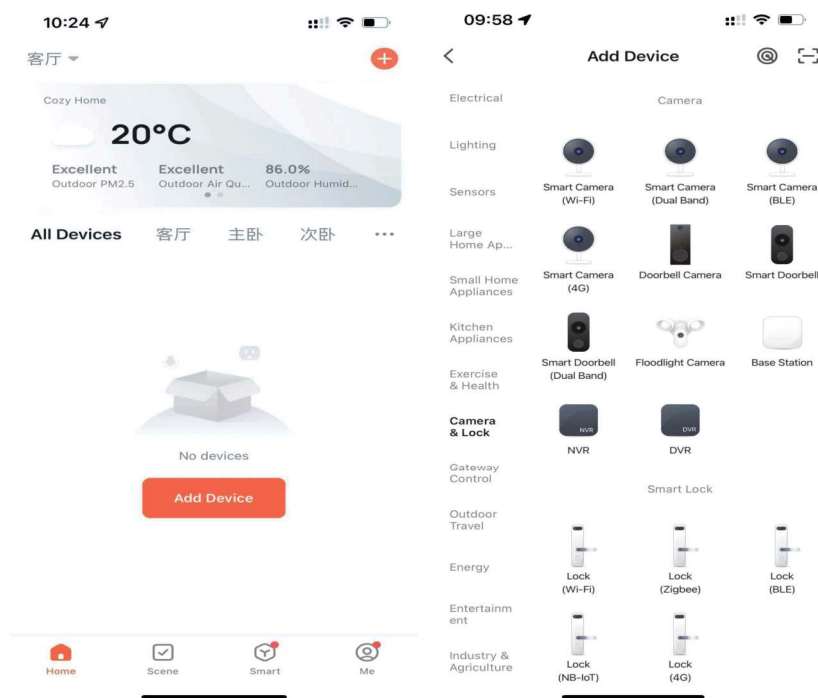 10:24
客厅
Cozy Home
20°C
Excellent
Outdoor PM2.5
Excellent
Outdoor Air Qu...
86.0%
Outdoor Humid...
All Devices 客厅 主卧 次卧 ...
No devices
Add Device
Home Scene Smart Me
09:58
Add Device
Electrical
Lighting
Sensors
Large
Home Ap...
Small Home
Appliances
Kitchen
Appliances
Exercise
& Health
Camera
& Lock
Gateway
Control
Outdoor
Travel
Energy
Entertainm
ent
Industry &
Agriculture
Camera
Smart Camera
(Wi-Fi)
Smart Camera
(Dual Band)
Smart Camera
(BLE)
Smart Camera
(4G)
Doorbell Camera
Smart Doorbell
Smart Doorbell
(Dual Band)
Floodlight Camera
Base Station
NVR
NVR
DVR
DVR
Smart Lock
Lock
(Wi-Fi)
Lock
(Zigbee)
Lock
(BLE)
Lock
(NB-IoT)
Lock
(4G)